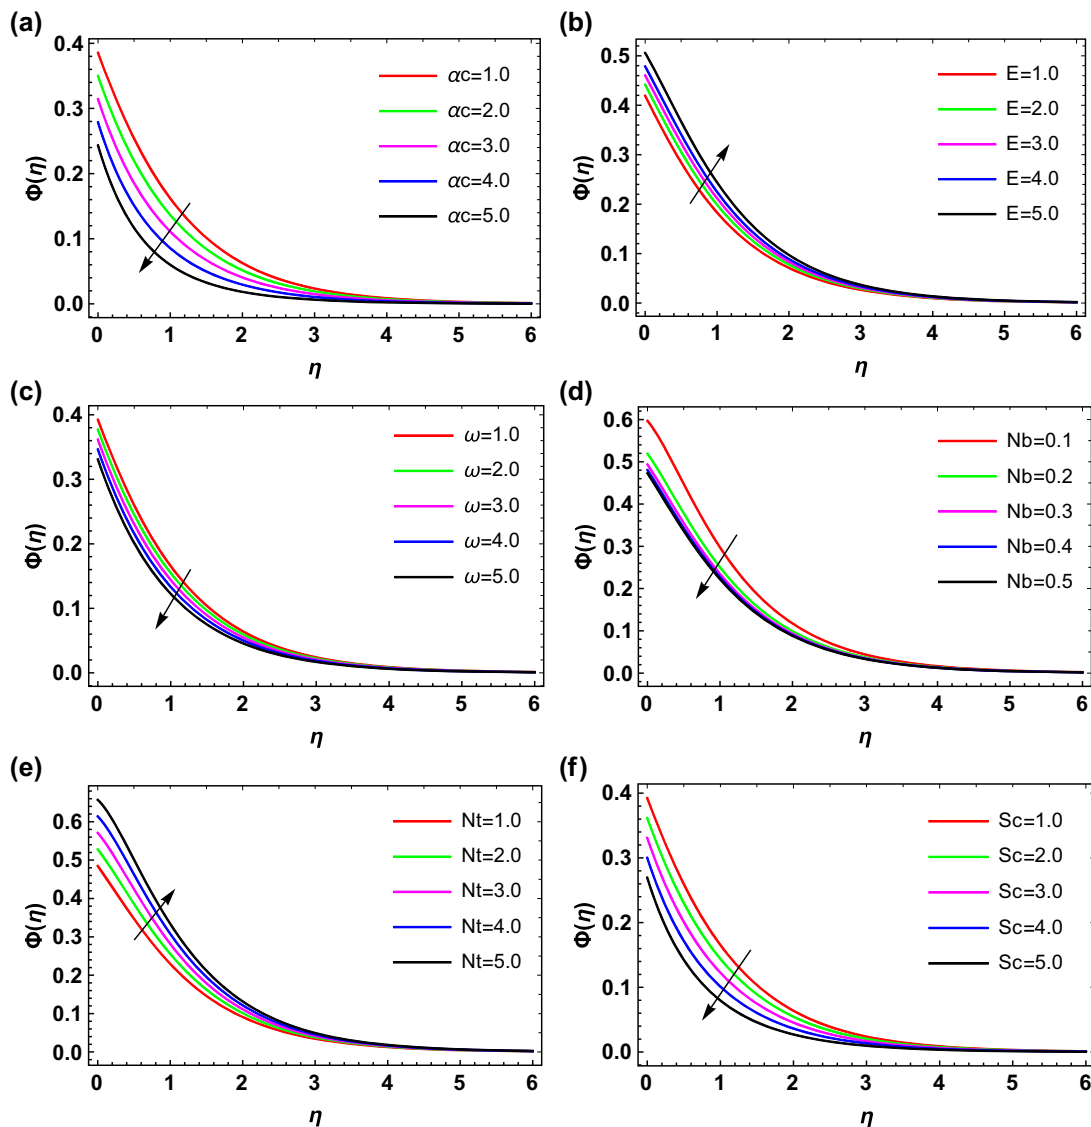 (a)
0.4
0.3
0.2
0.1
0.0
Φ(η)
αc=1.0
αc=2.0
αc=3.0
αc=4.0
αc=5.0
0 1 2 3 4 5 6
η
(b)
0.5
0.4
0.3
0.2
0.1
0.0
Φ(η)
E=1.0
E=2.0
E=3.0
E=4.0
E=5.0
0 1 2 3 4 5 6
η
(c)
0.4
0.3
0.2
0.1
0.0
Φ(η)
ω=1.0
ω=2.0
ω=3.0
ω=4.0
ω=5.0
0 1 2 3 4 5 6
η
(d)
0.6
0.5
0.4
0.3
0.2
0.1
0.0
Φ(η)
Nb=0.1
Nb=0.2
Nb=0.3
Nb=0.4
Nb=0.5
0 1 2 3 4 5 6
η
(e)
0.6
0.5
0.4
0.3
0.2
0.1
0.0
Φ(η)
Nt=1.0
Nt=2.0
Nt=3.0
Nt=4.0
Nt=5.0
0 1 2 3 4 5 6
η
(f)
0.4
0.3
0.2
0.1
0.0
Φ(η)
Sc=1.0
Sc=2.0
Sc=3.0
Sc=4.0
Sc=5.0
0 1 2 3 4 5 6
η